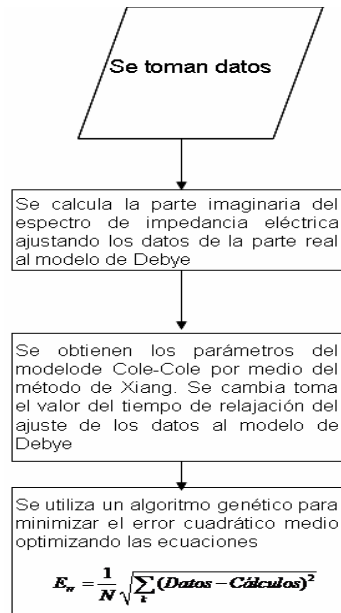 Se toman datos
Se calcula la parte imaginaria del
espectro de impedancia eléctrica
ajustando los datos de la parte real
al modelo de Debye
Se obtienen los parámetros del
modelode Cole-Cole por medio del
método de Xiang. Se cambia toma
el valor del tiempo de relajación del
ajuste de los datos al modelo de
Debye
Se utiliza un algoritmo genético para
minimizar el error cuadrático medio
optimizando las ecuaciones
E_n = 1/N √∑_k (Datos − Cálculos)²